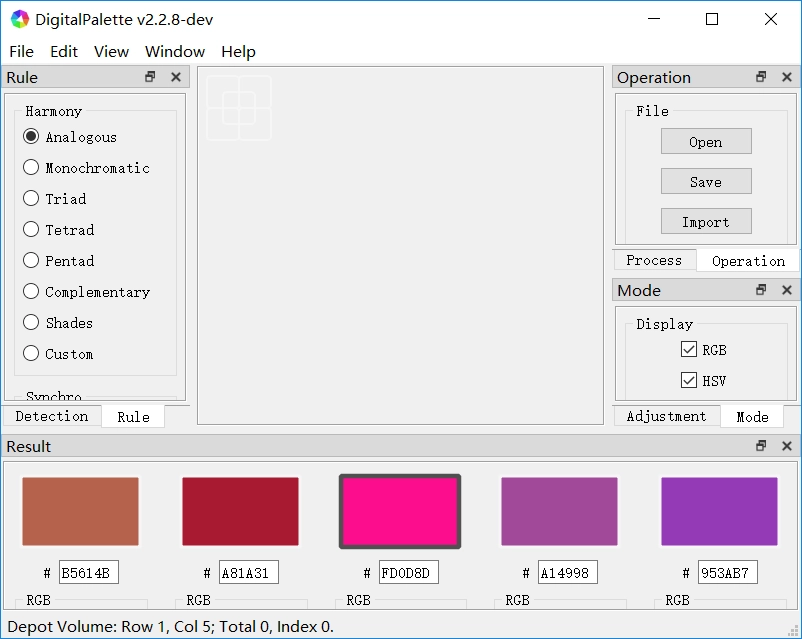 DigitalPalette v2.2.8-dev
File Edit View Window Help
Rule
Harmony
Analogous
Monochromatic
Triad
Tetrad
Pentad
Complementary
Shades
Custom
Synchro
Detection Rule
Operation
File
Open
Save
Import
Process Operation
Mode
Display
RGB
HSV
Adjustment Mode
Result
# B5614B # A81A31 # FD0D8D # A14998 # 953AB7
RGB RGB RGB RGB RGB
Depot Volume: Row 1, Col 5; Total 0, Index 0.